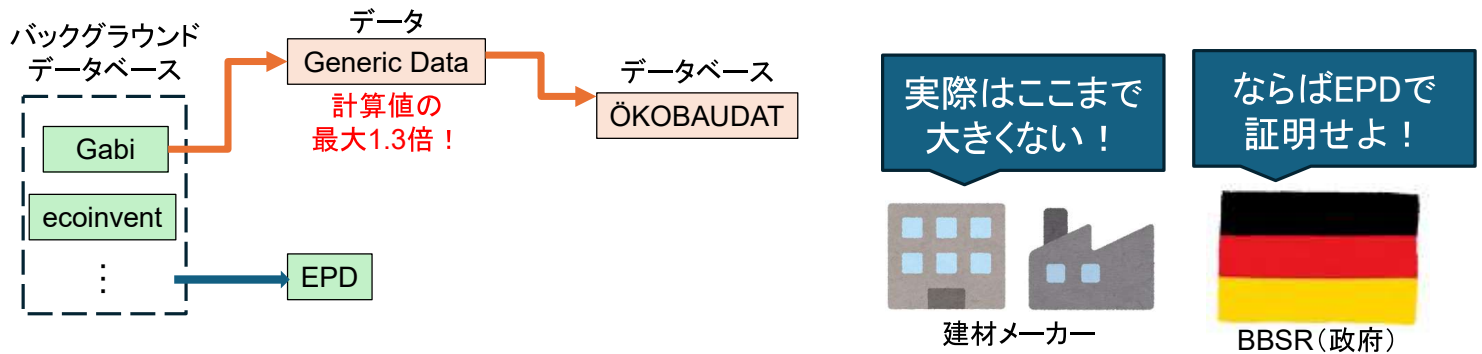 バックグラウンド
データベース
Gabi
ecoinvent
⋮
データ
Generic Data
計算値の
最大1.3倍！
EPD
データベース
ÖKOBAUDAT
実際はここまで
大きくない！
建材メーカー
ならばEPDで
証明せよ！
BBSR（政府）